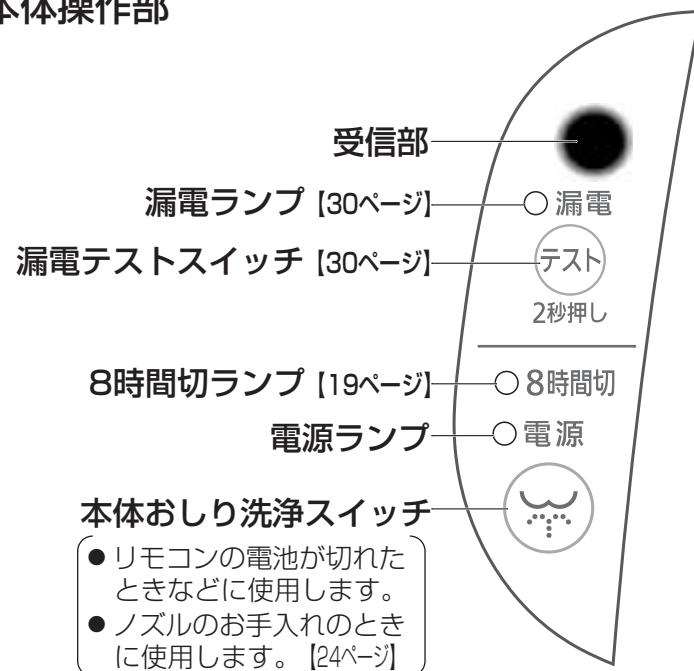 本体操作部
受信部
漏電ランプ【30ページ】
漏電
漏電テストスイッチ【30ページ】
テスト
2秒押し
8時間切ランプ【19ページ】
8時間切
電源ランプ
電源
本体おしり洗浄スイッチ
●リモコンの電池が切れた
ときなどに使用します。
●ノズルのお手入れのとき
に使用します。【24ページ】